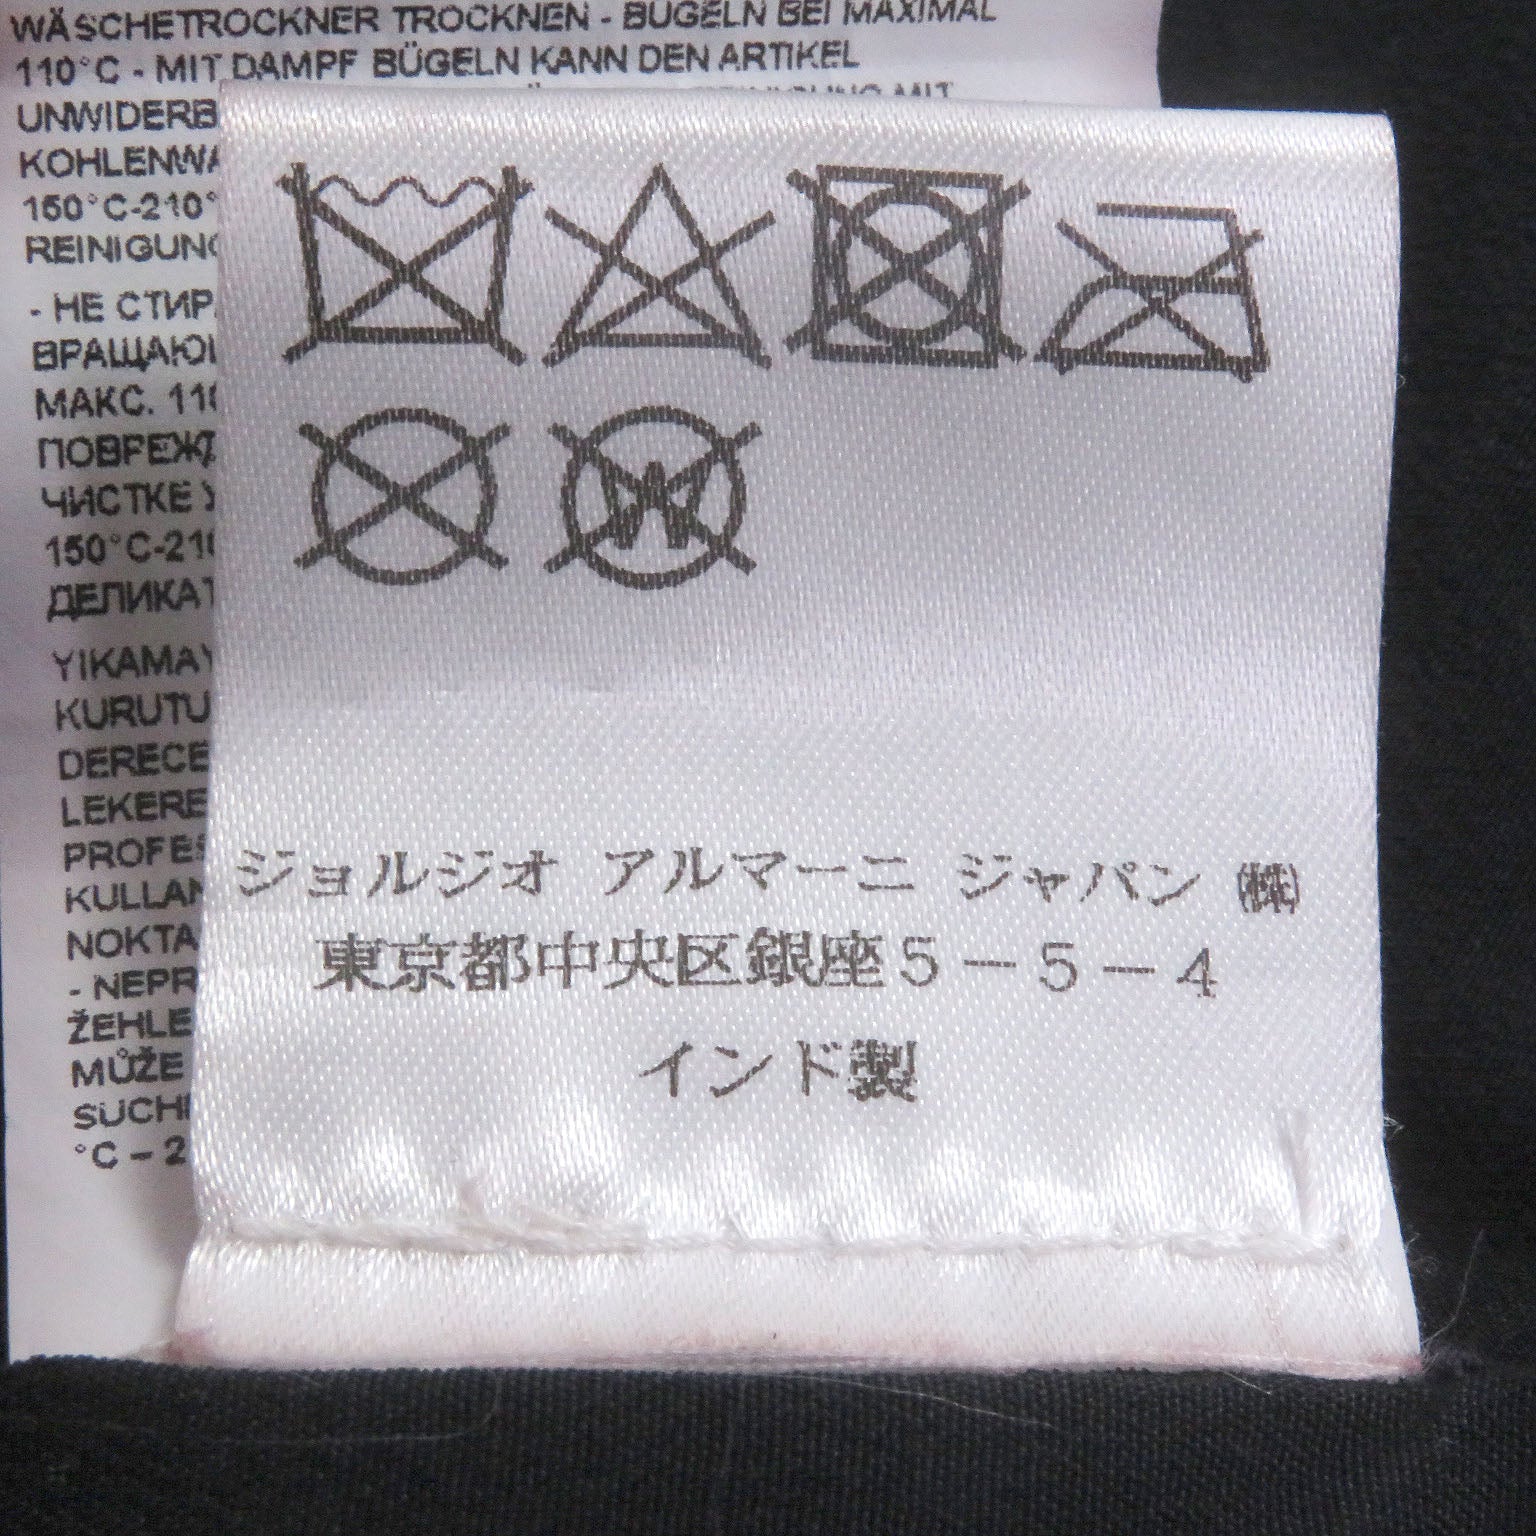 WÄSCHETROCKNER TROCKNEN - BÜGELN BEI MAXIMAL
110°C - MIT DAMPF BÜGELN KANN DEN ARTIKEL
UNWIDERB
KOHLENWA
150°C-210°
REINIGUNG
- НЕ СТИР
ВРАЩАЮ
МАКС. 110
ПОВРЕЖД
ЧИСТКЕ У
150°C-210
ДЕЛИКАТ
YIKAMAY
KURUTU
DERECE
LEKERE
PROFES
KULLAN
NOKTA
- NEPR
ŽEHLE
MŮŽE
SUCH
°C – 2
W
ジョルジオ アルマーニ ジャパン ㈱
東京都中央区銀座5－5－4
インド製